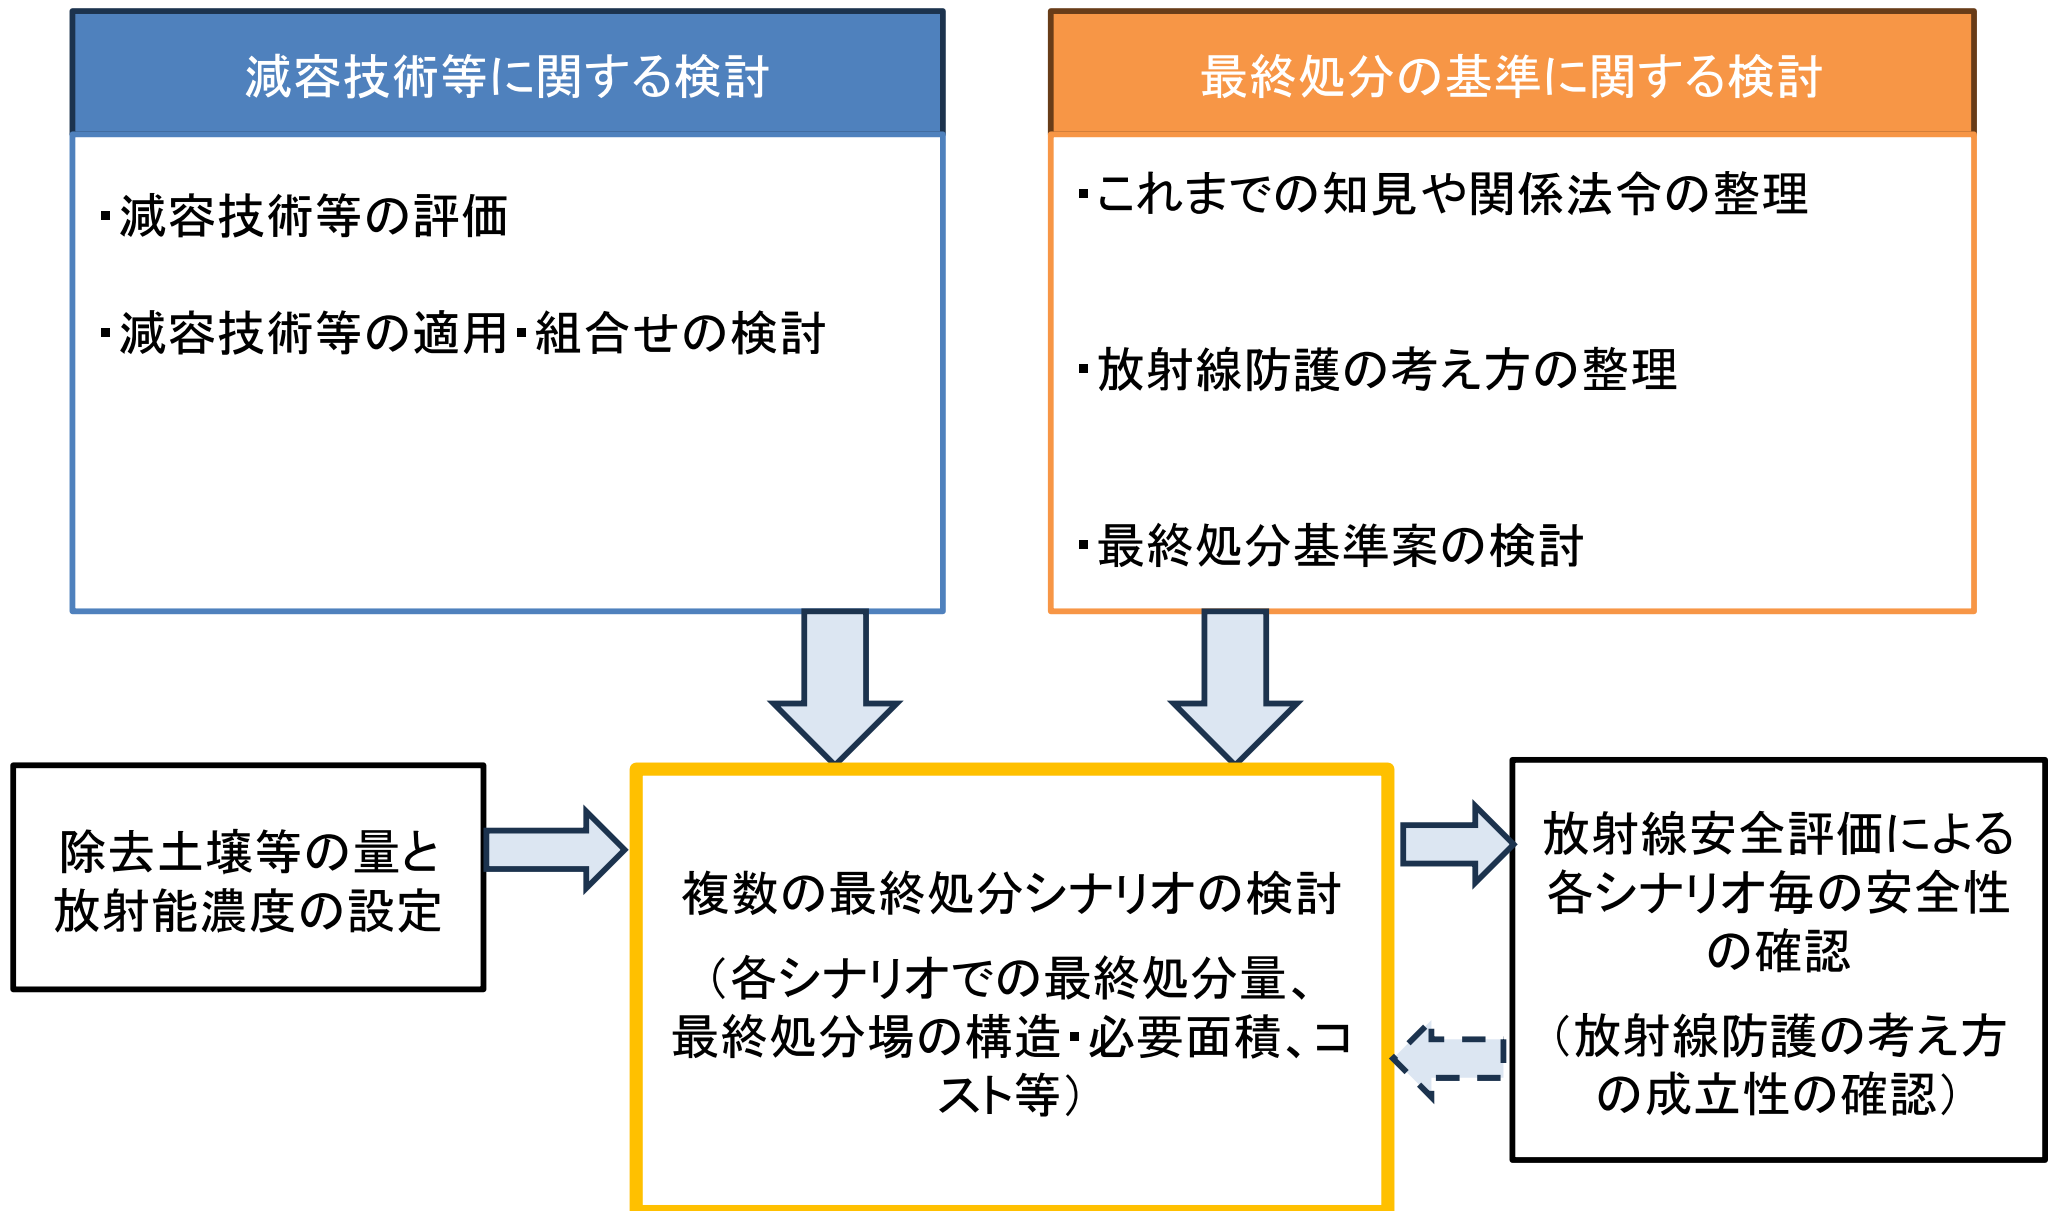 減容技術等に関する検討
・減容技術等の評価
・減容技術等の適用・組合せの検討
最終処分の基準に関する検討
・これまでの知見や関係法令の整理
・放射線防護の考え方の整理
・最終処分基準案の検討
除去土壌等の量と
放射能濃度の設定
複数の最終処分シナリオの検討
（各シナリオでの最終処分量、
最終処分場の構造・必要面積、コ
スト等）
放射線安全評価による
各シナリオ毎の安全性
の確認
（放射線防護の考え方
の成立性の確認）